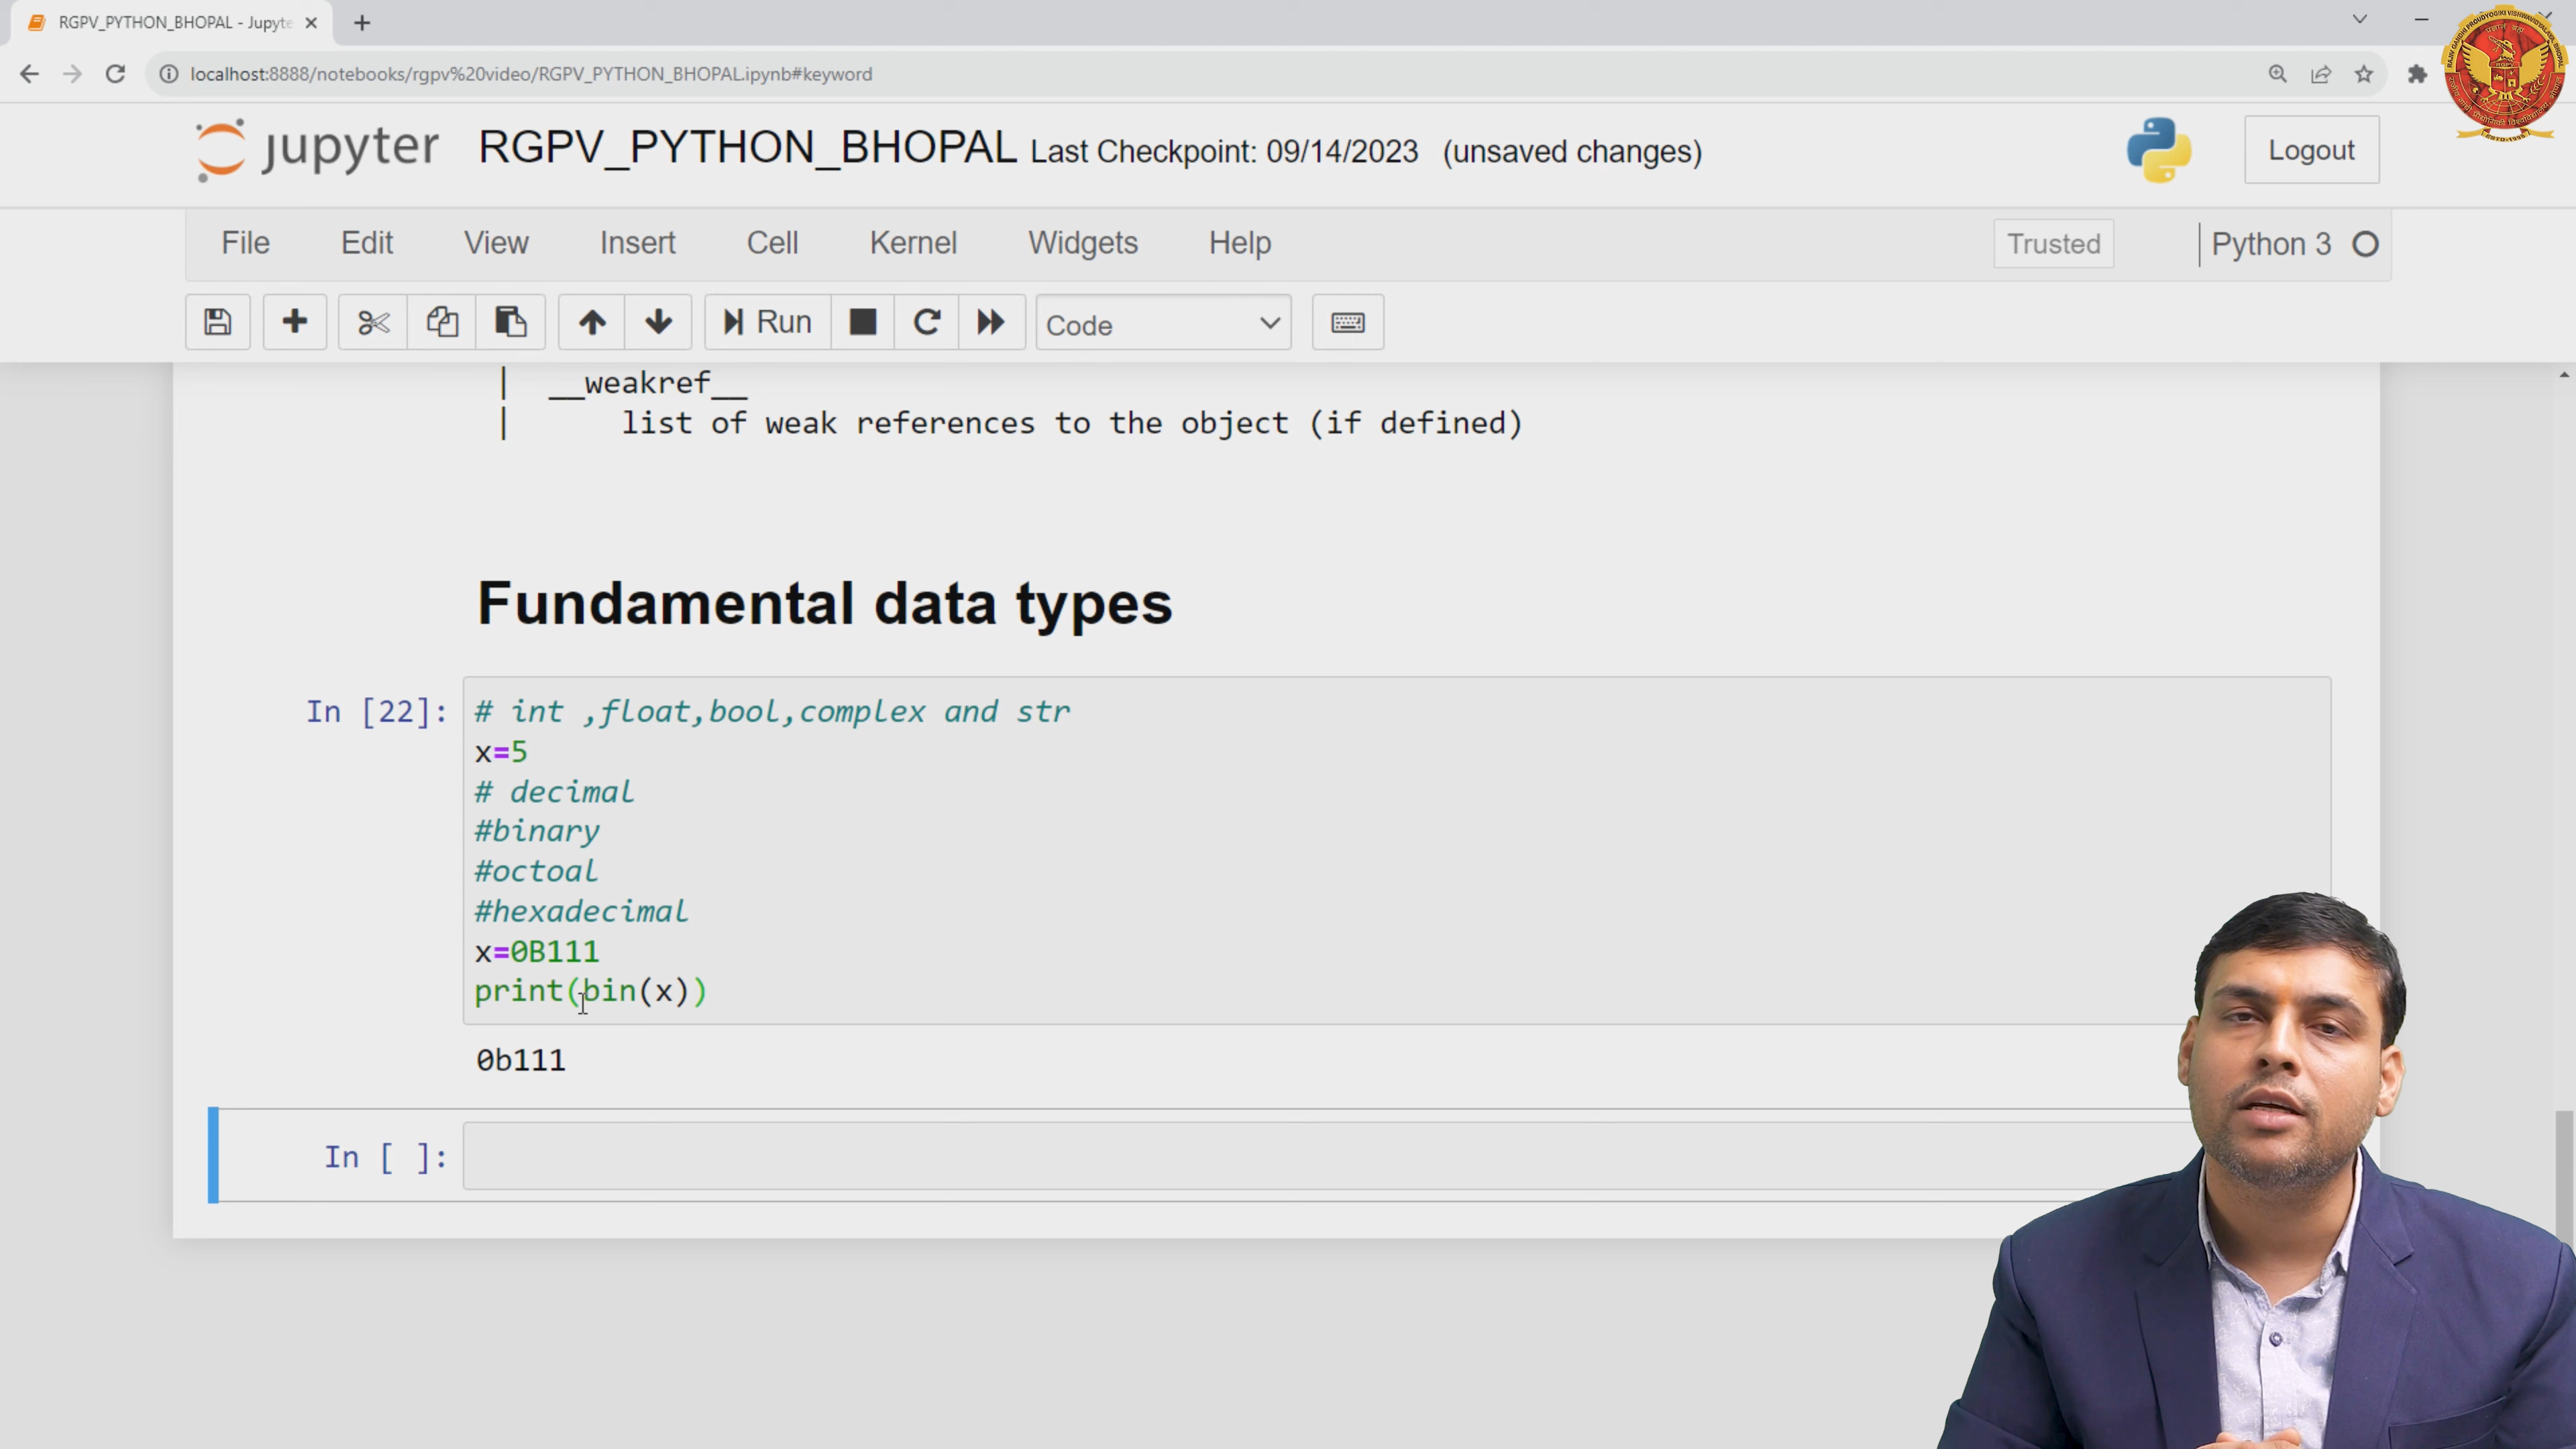 RGPV_PYTHON_BHOPAL - Jupyte
localhost:8888/notebooks/rgpv%20video/RGPV_PYTHON_BHOPAL.ipynb#keyword
jupyter RGPV_PYTHON_BHOPAL Last Checkpoint: 09/14/2023 (unsaved changes)
Logout
File Edit View Insert Cell Kernel Widgets Help
Trusted Python 3
Run Code
| __weakref__
| list of weak references to the object (if defined)
Fundamental data types
In [22]: # int ,float,bool,complex and str
x=5
# decimal
#binary
#octoal
#hexadecimal
x=0B111
print(bin(x))
0b111
In [ ]: